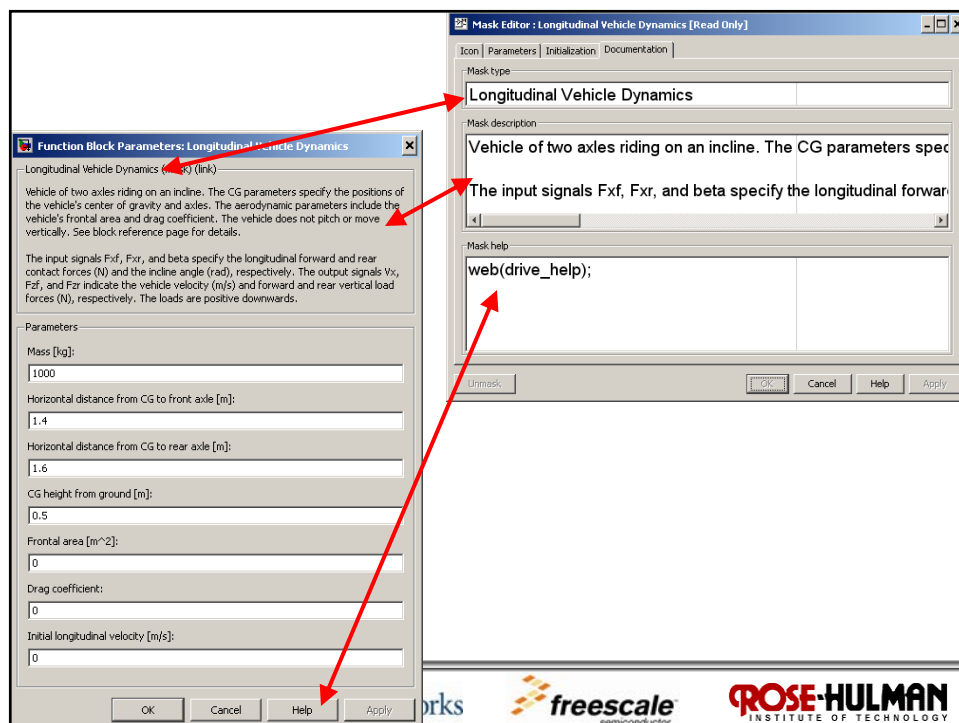 Mask Editor : Longitudinal Vehicle Dynamics [Read Only]
Icon Parameters Initialization Documentation
Mask type
Longitudinal Vehicle Dynamics
Mask description
Vehicle of two axles riding on an incline. The CG parameters spec
The input signals Fxf, Fxr, and beta specify the longitudinal forwar
Mask help
web(drive_help);
Unmask OK Cancel Help Apply
Function Block Parameters: Longitudinal Vehicle Dynamics
Longitudinal Vehicle Dynamics (link)
Vehicle of two axles riding on an incline. The CG parameters specify the positions of
the vehicle's center of gravity and axles. The aerodynamic parameters include the
vehicle's frontal area and drag coefficient. The vehicle does not pitch or move
vertically. See block reference page for details.
The input signals Fxf, Fxr, and beta specify the longitudinal forward and rear
contact forces (N) and the incline angle (rad), respectively. The output signals Vx,
Fzf, and Fzr indicate the vehicle velocity (m/s) and forward and rear vertical load
forces (N), respectively. The loads are positive downwards.
Parameters
Mass [kg]:
1000
Horizontal distance from CG to front axle [m]:
1.4
Horizontal distance from CG to rear axle [m]:
1.6
CG height from ground [m]:
0.5
Frontal area [m^2]:
0
Drag coefficient:
0
Initial longitudinal velocity [m/s]:
0
OK Cancel Help Apply
orks
freescale
semiconductor
ROSE-HULMAN
INSTITUTE OF TECHNOLOGY